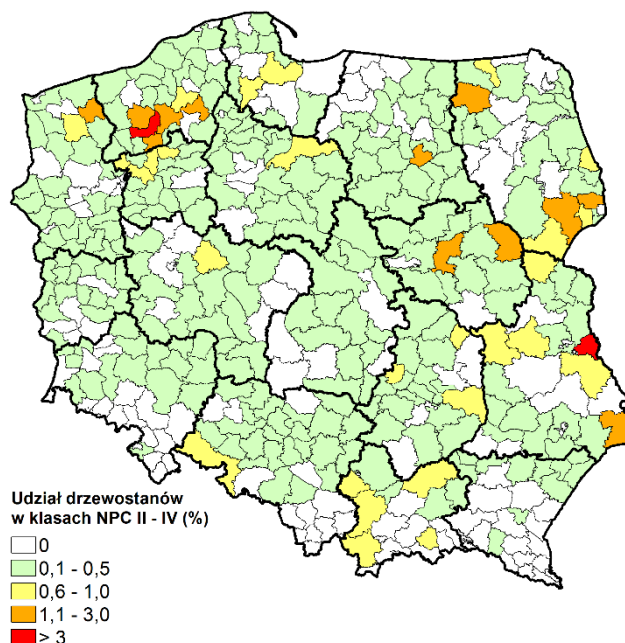 Udział drzewostanów
w klasach NPC II - IV (%)
0
0,1 - 0,5
0,6 - 1,0
1,1 - 3,0
> 3